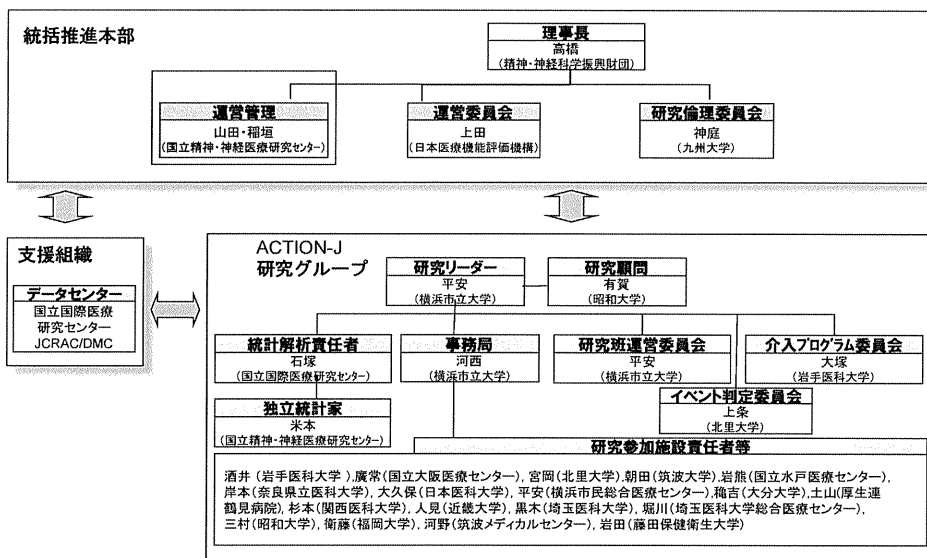 統括推進本部
理事長
高橋
(精神・神経科学振興財団)
運営管理
山田・稲垣
(国立精神・神経医療研究センター)
運営委員会
上田
(日本医療機能評価機構)
研究倫理委員会
神庭
(九州大学)
支援組織
データセンター
国立国際医療
研究センター
JCRAC/DMC
ACTION-J
研究グループ
研究リーダー
平安
(横浜市立大学)
研究顧問
有賀
(昭和大学)
統計解析責任者
石塚
(国立国際医療研究センター)
事務局
河西
(横浜市立大学)
研究班運営委員会
平安
(横浜市立大学)
介入プログラム委員会
大塚
(岩手医科大学)
イベント判定委員会
上条
(北里大学)
独立統計家
米本
(国立精神・神経医療研究センター)
研究参加施設責任者等
酒井(岩手医科大学),廣常(国立大阪医療センター),宮岡(北里大学),朝田(筑波大学),岩熊(国立水戸医療センター),
岸本(奈良県立医科大学),大久保(日本医科大学),平安(横浜市民総合医療センター),穐吉(大分大学),土山(厚生連
鶴見病院),杉本(関西医科大学),人見(近畿大学),黒木(埼玉医科大学),堀川(埼玉医科大学総合医療センター),
三村(昭和大学),衛藤(福岡大学),河野(筑波メディカルセンター),岩田(藤田保健衛生大学)